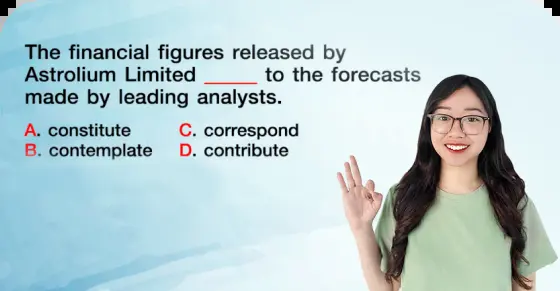 The financial figures released by
Astrolium Limited _____ to the forecasts
made by leading analysts.
A. constitute C. correspond
B. contemplate D. contribute